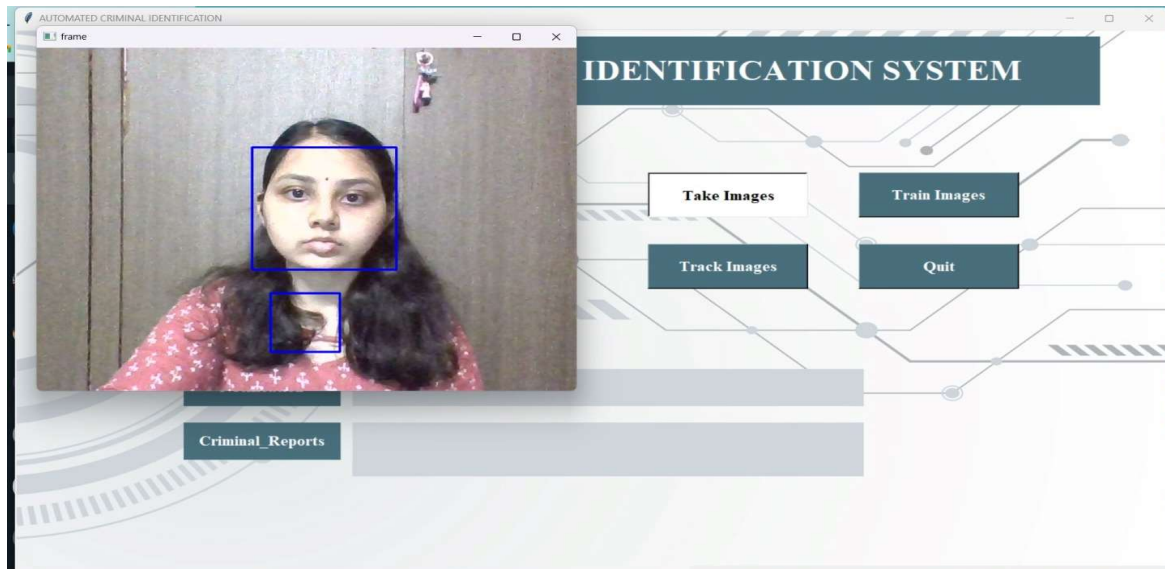 AUTOMATED CRIMINAL IDENTIFICATION
frame
IDENTIFICATION SYSTEM
Take Images
Train Images
Track Images
Quit
Criminal_Reports